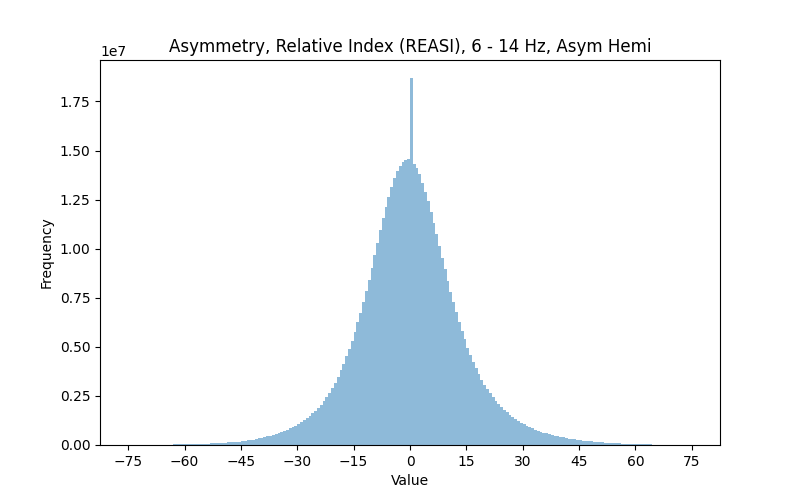 Asymmetry, Relative Index (REASI), 6 - 14 Hz, Asym Hemi
1e7
1.75
1.50
1.25
1.00
0.75
0.50
0.25
0.00
Frequency
−75 −60 −45 −30 −15 0 15 30 45 60 75
Value